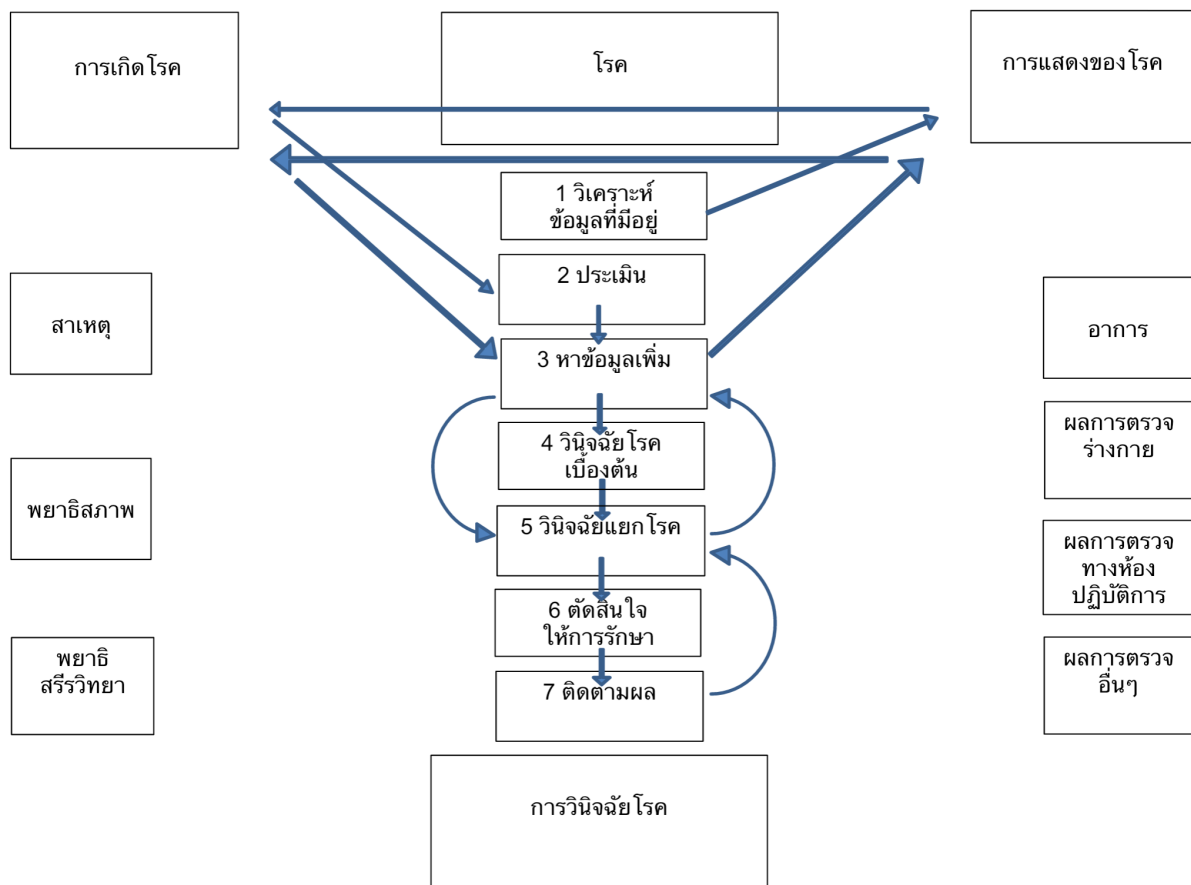 การเกิดโรค
โรค
การแสดงของโรค
1 วิเคราะห์
ข้อมูลที่มีอยู่
2 ประเมิน
สาเหตุ
อาการ
3 หาข้อมูลเพิ่ม
ผลการตรวจ
ร่างกาย
4 วินิจฉัยโรค
เบื้องต้น
พยาธิสภาพ
5 วินิจฉัยแยกโรค
ผลการตรวจ
ทางห้อง
ปฏิบัติการ
6 ตัดสินใจ
ให้การรักษา
พยาธิ
สรีรวิทยา
ผลการตรวจ
อื่นๆ
7 ติดตามผล
การวินิจฉัยโรค